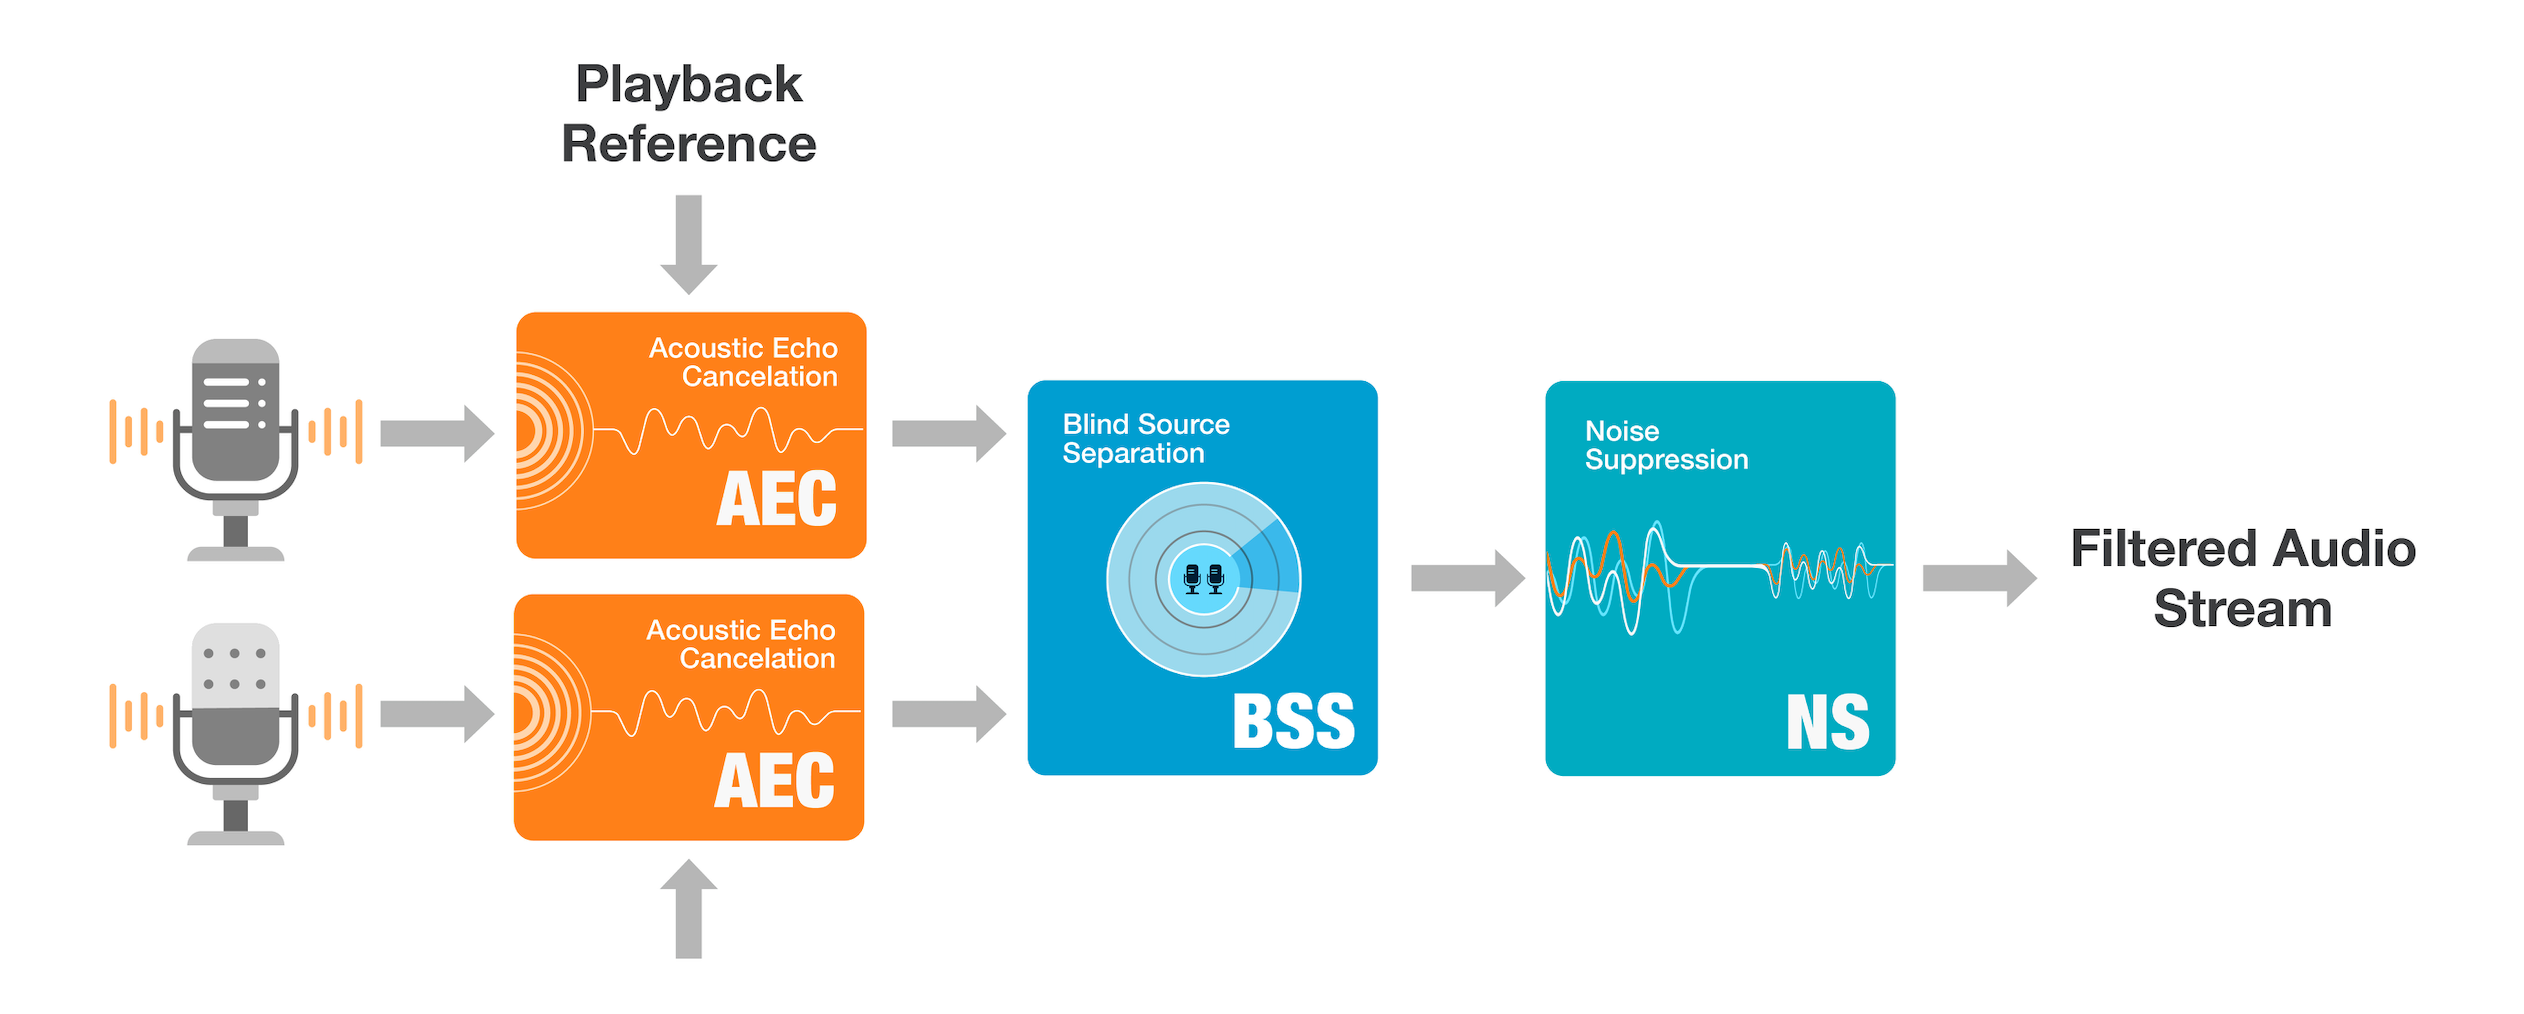 Playback
Reference
Acoustic Echo
Cancelation
AEC
Acoustic Echo
Cancelation
AEC
Blind Source
Separation
BSS
Noise
Suppression
NS
Filtered Audio
Stream